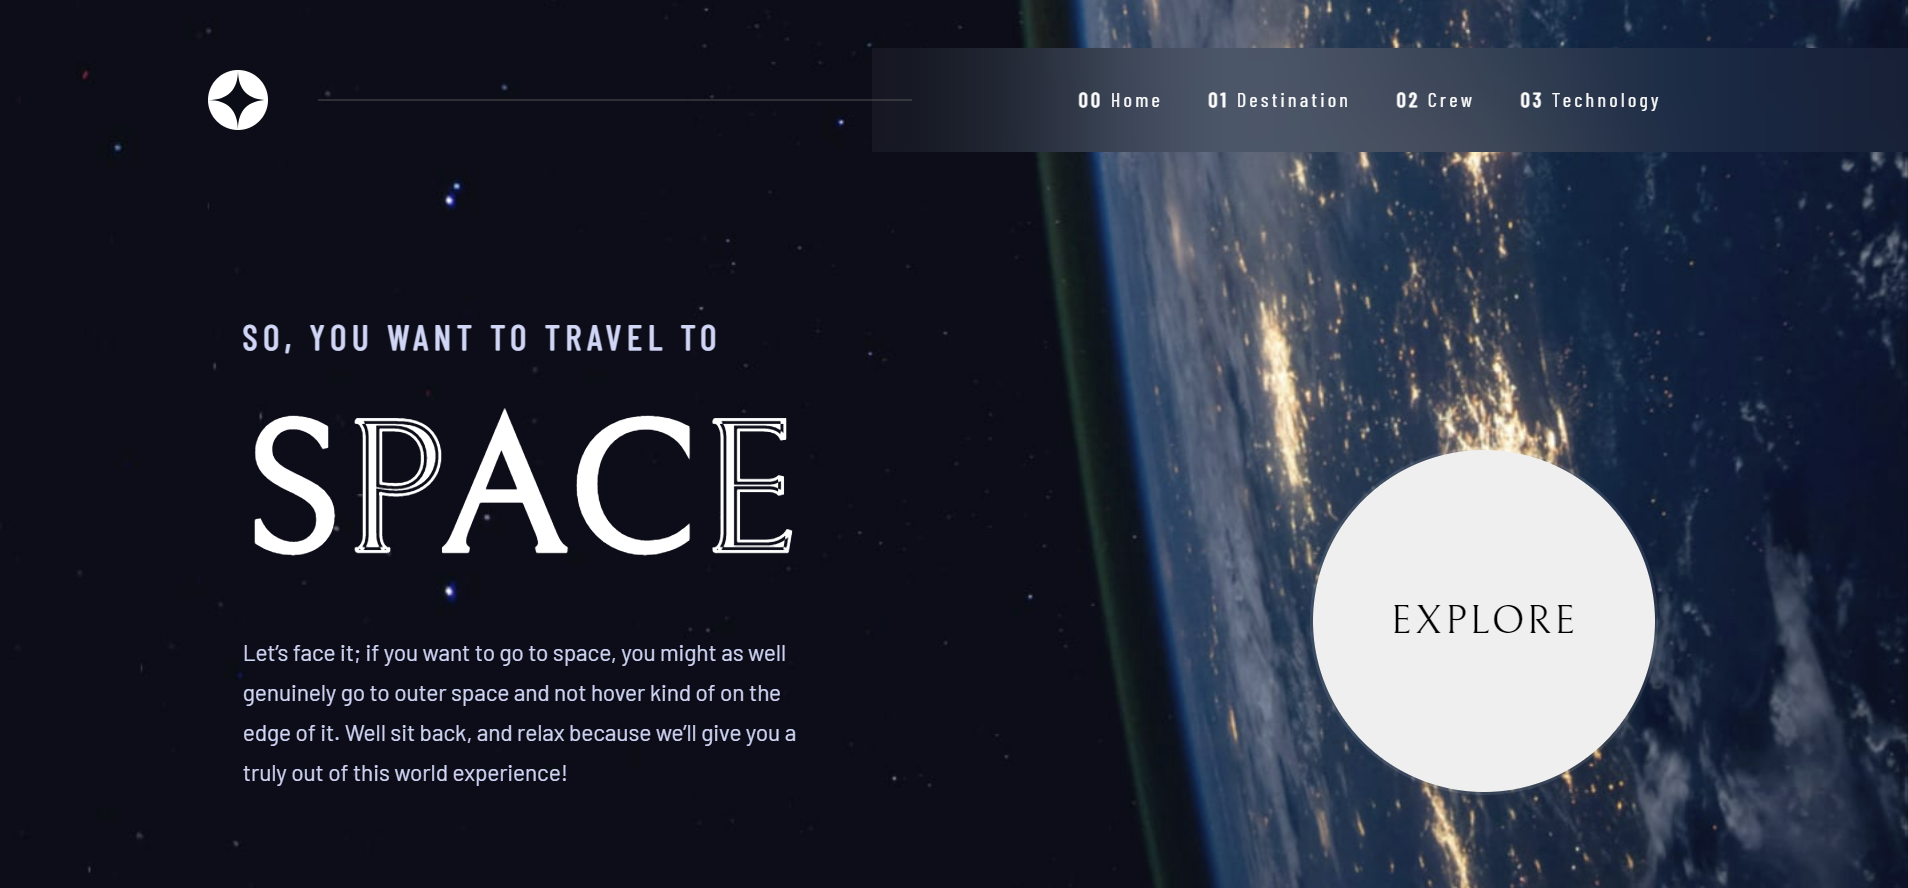 00 Home 01 Destination 02 Crew 03 Technology
SO, YOU WANT TO TRAVEL TO
SPACE
Let’s face it; if you want to go to space, you might as well
genuinely go to outer space and not hover kind of on the
edge of it. Well sit back, and relax because we’ll give you a
truly out of this world experience!
EXPLORE